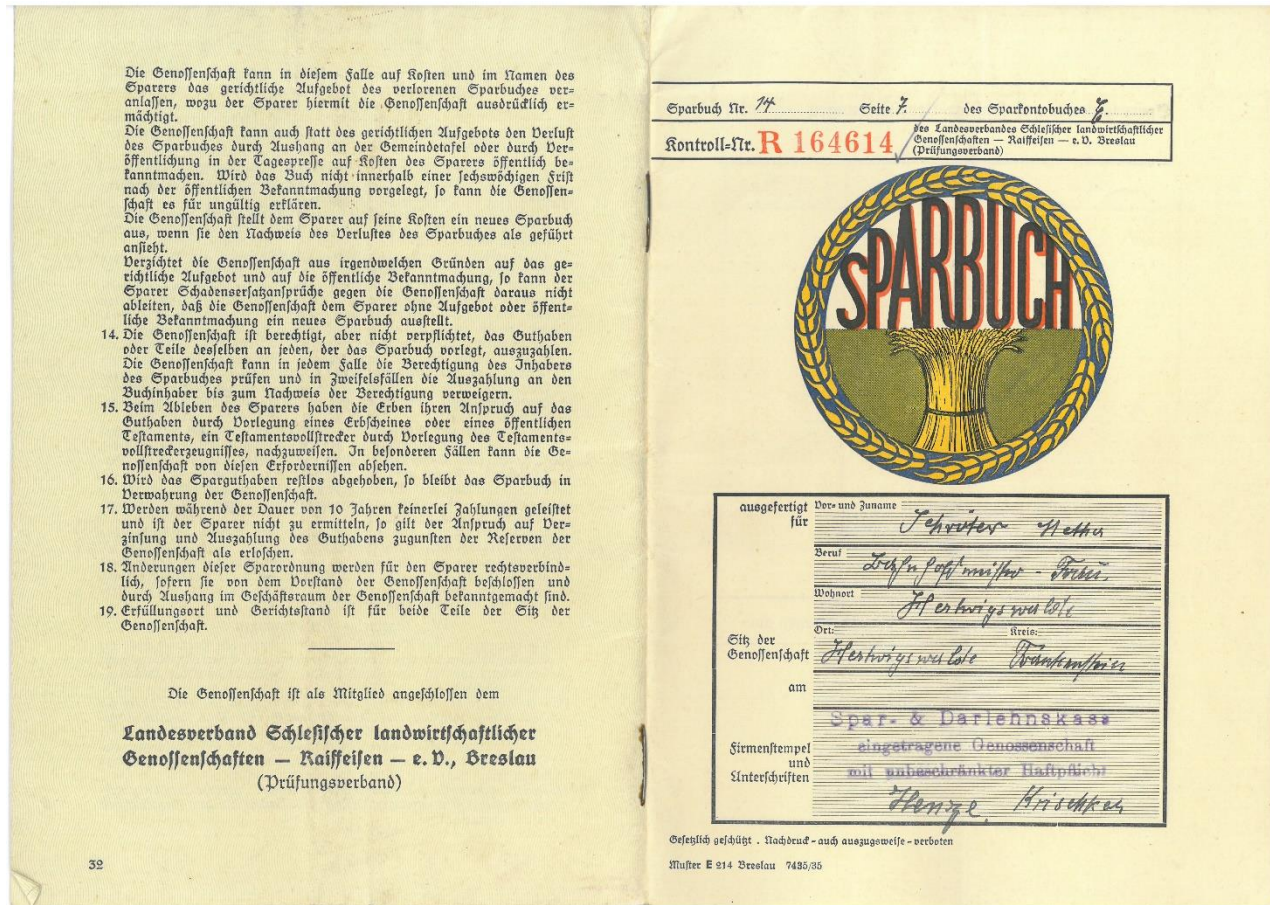 Die Genossenschaft kann in diesem Falle auf Kosten und im Namen des
Sparers das gerichtliche Aufgebot des verlorenen Sparbuches ver-
anlassen, wozu der Sparer hiermit die Genossenschaft ausdrücklich er-
mächtigt.
Die Genossenschaft kann auch statt des gerichtlichen Aufgebots den Verlust
des Sparbuches durch Aushang an der Gemeindetafel oder durch Ver-
öffentlichung in der Tagespresse auf Kosten des Sparers öffentlich be-
kanntmachen. Wird das Buch nicht innerhalb einer sechswöchigen Frist
nach der öffentlichen Bekanntmachung vorgelegt, so kann die Genossen-
schaft es für ungültig erklären.
Die Genossenschaft stellt dem Sparer auf seine Kosten ein neues Sparbuch
aus, wenn sie den Nachweis des Verlustes des Sparbuches als geführt
ansieht.
Verzichtet die Genossenschaft aus irgendwelchen Gründen auf das ge-
richtliche Aufgebot und auf die öffentliche Bekanntmachung, so kann der
Sparer Schadensersatzansprüche gegen die Genossenschaft daraus nicht
ableiten, daß die Genossenschaft dem Sparer ohne Aufgebot oder öffent-
liche Bekanntmachung ein neues Sparbuch ausstellt.
14. Die Genossenschaft ist berechtigt, aber nicht verpflichtet, das Guthaben
oder Teile desselben an jeden, der das Sparbuch vorlegt, auszuzahlen.
Die Genossenschaft kann in jedem Falle die Berechtigung des Inhabers
des Sparbuches prüfen und in Zweifelsfällen die Auszahlung an den
Buchinhaber bis zum Nachweis der Berechtigung verweigern.
15. Beim Ableben des Sparers haben die Erben ihren Anspruch auf das
Guthaben durch Vorlegung eines Erbscheines oder eines öffentlichen
Testaments, ein Testamentsvollstrecker durch Vorlegung des Testaments-
vollstreckerzeugnisses, nachzuweisen. In besonderen Fällen kann die Ge-
nossenschaft von diesen Erfordernissen absehen.
16. Wird das Sparguthaben restlos abgehoben, so bleibt das Sparbuch in
Verwahrung der Genossenschaft.
17. Werden während der Dauer von 10 Jahren keinerlei Zahlungen geleistet
und ist der Sparer nicht zu ermitteln, so gilt der Anspruch auf Ver-
zinsung und Auszahlung des Guthabens zugunsten der Reserven der
Genossenschaft als erloschen.
18. Änderungen dieser Sparordnung werden für den Sparer rechtsverbind-
lich, sofern sie von dem Vorstand der Genossenschaft beschlossen und
durch Aushang im Geschäftsraum der Genossenschaft bekanntgemacht sind.
19. Erfüllungsort und Gerichtsstand ist für beide Teile der Sitz der
Genossenschaft.
Die Genossenschaft ist als Mitglied angeschlossen dem
Landesverband Schlesischer landwirtschaftlicher
Genossenschaften — Raiffeisen — e. V., Breslau
(Prüfungsverband)
32
Sparbuch Nr. 14 Seite 7. des Sparkontobuches E.
Kontroll-Nr. R 164614 des Landesverbandes Schlesischer landwirtschaftlicher
Genossenschaften — Raiffeisen — e. V. Breslau
(Prüfungsverband)
SPARBUCH
ausgefertigt für
Vor- und Zuname
Schröter
Beruf
Bahnhofsmeister - Frau.
Wohnort
Hertwigswalde
Sitz der Genossenschaft
Ort: Kreis:
Hertwigswalde Frankenstein
am
Firmenstempel und Unterschriften
Spar- & Darlehnskasse
eingetragene Genossenschaft
mit unbeschränkter Haftpflicht
Gesetzlich geschützt . Nachdruck - auch auszugsweise - verboten
Muster E 214 Breslau 7435/35